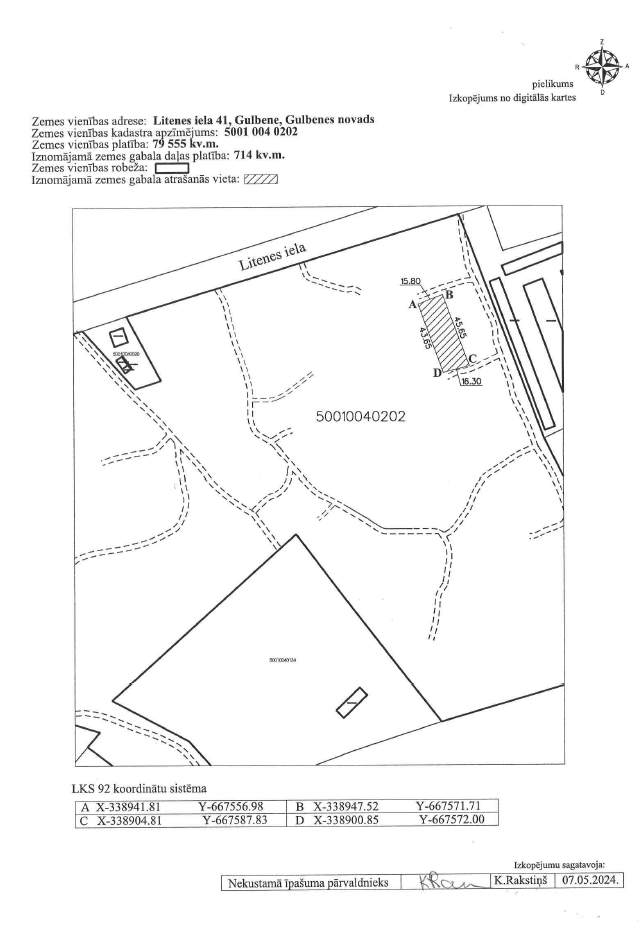 Z
R A
D
pielikums
Izkopējums no digitālās kartes
Zemes vienības adrese: Litenes iela 41, Gulbene, Gulbenes novads
Zemes vienības kadastra apzīmējums: 5001 004 0202
Zemes vienības platība: 79 555 kv.m.
Iznomājamā zemes gabala daļas platība: 714 kv.m.
Zemes vienības robeža:
Iznomājamā zemes gabala atrašanās vieta:
Litenes iela
15.80
A B
43.65 45.65
D C
16.30
50010040202
LKS 92 koordinātu sistēma
A X-338941.81 Y-667556.98 B X-338947.52 Y-667571.71
C X-338904.81 Y-667587.83 D X-338900.85 Y-667572.00
Izkopējumu sagatavoja:
Nekustamā īpašuma pārvaldnieks K.Rakstiņš 07.05.2024.